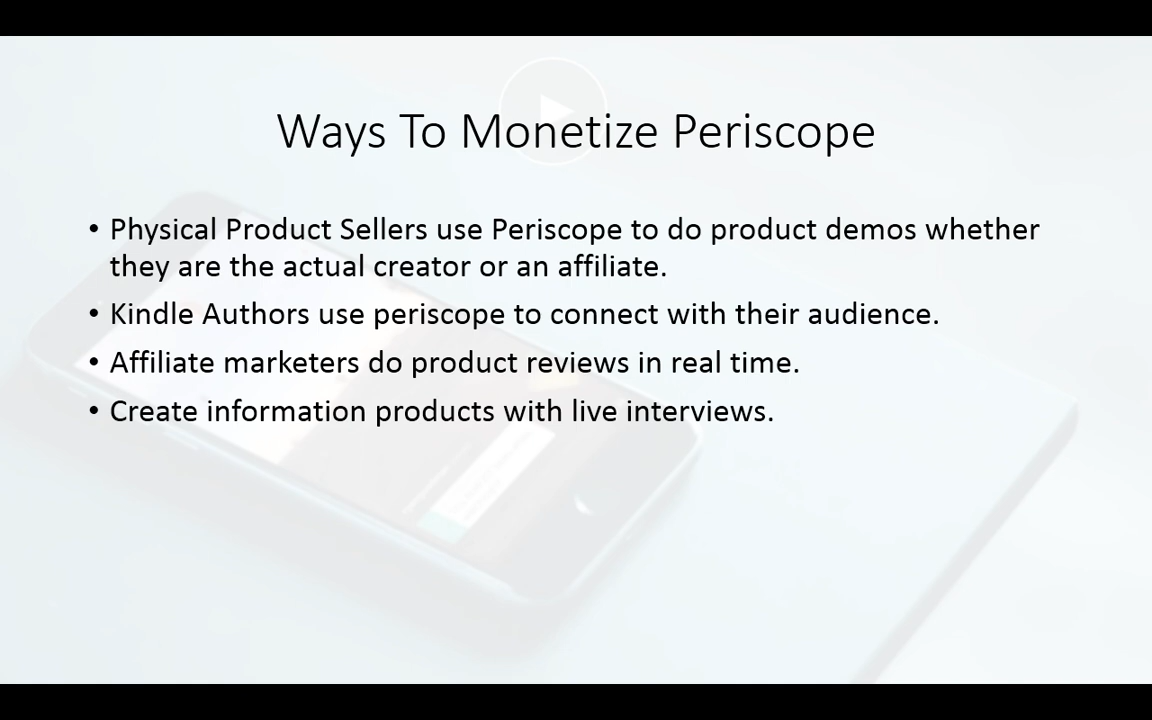 Ways To Monetize Periscope
• Physical Product Sellers use Periscope to do product demos whether
they are the actual creator or an affiliate.
• Kindle Authors use periscope to connect with their audience.
• Affiliate marketers do product reviews in real time.
• Create information products with live interviews.